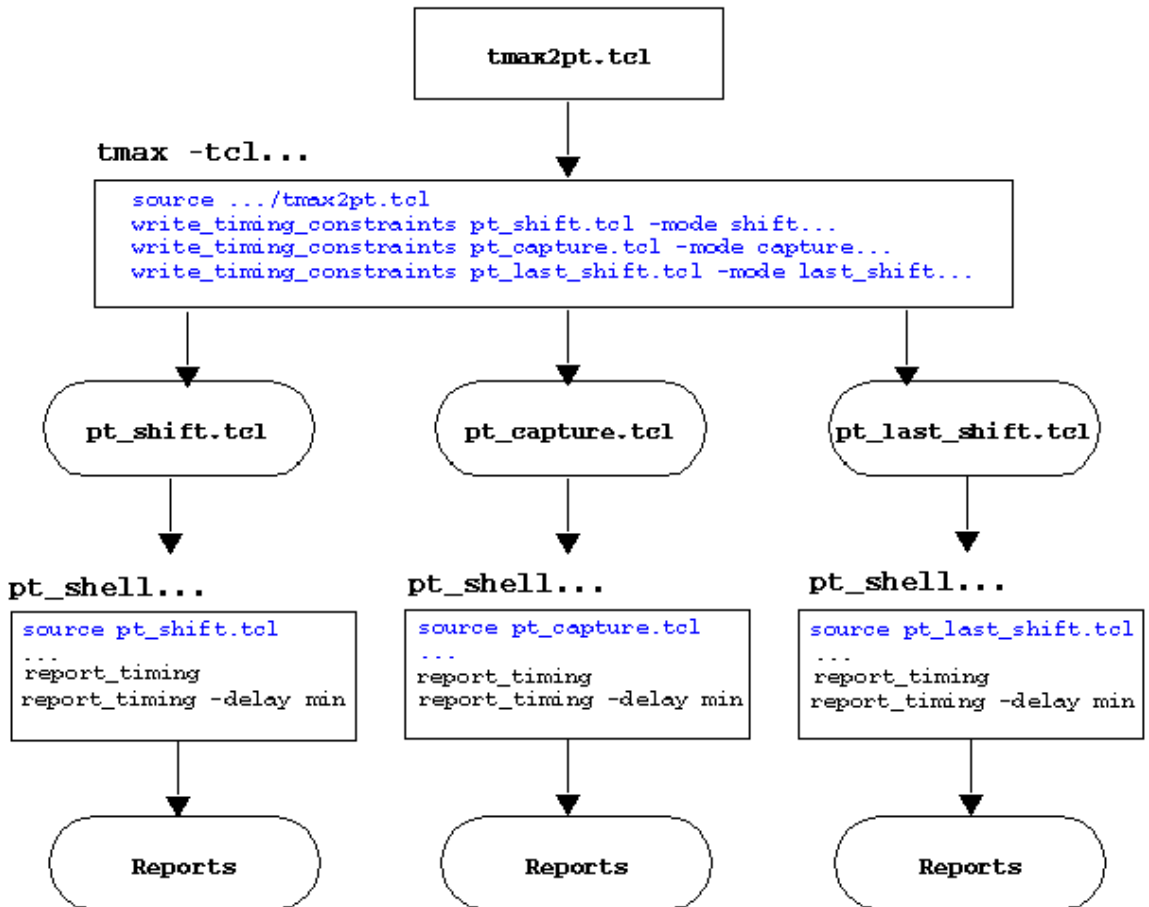 tmax2pt.tcl
tmax -tcl...
source .../tmax2pt.tcl
write_timing_constraints pt_shift.tcl -mode shift...
write_timing_constraints pt_capture.tcl -mode capture...
write_timing_constraints pt_last_shift.tcl -mode last_shift...
pt_shift.tcl
pt_capture.tcl
pt_last_shift.tcl
pt_shell...
source pt_shift.tcl
...
report_timing
report_timing -delay min
pt_shell...
source pt_capture.tcl
...
report_timing
report_timing -delay min
pt_shell...
source pt_last_shift.tcl
...
report_timing
report_timing -delay min
Reports
Reports
Reports